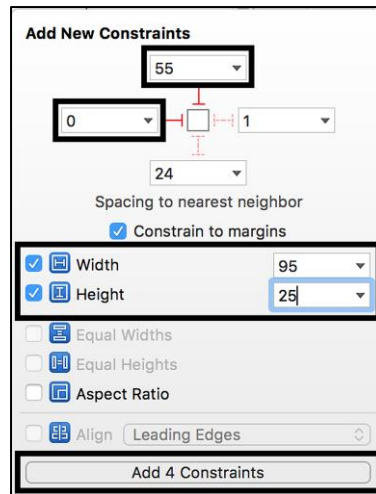 Add New Constraints
55
0
1
24
Spacing to nearest neighbor
Constrain to margins
Width 95
Height 25
Equal Widths
Equal Heights
Aspect Ratio
Align Leading Edges
Add 4 Constraints